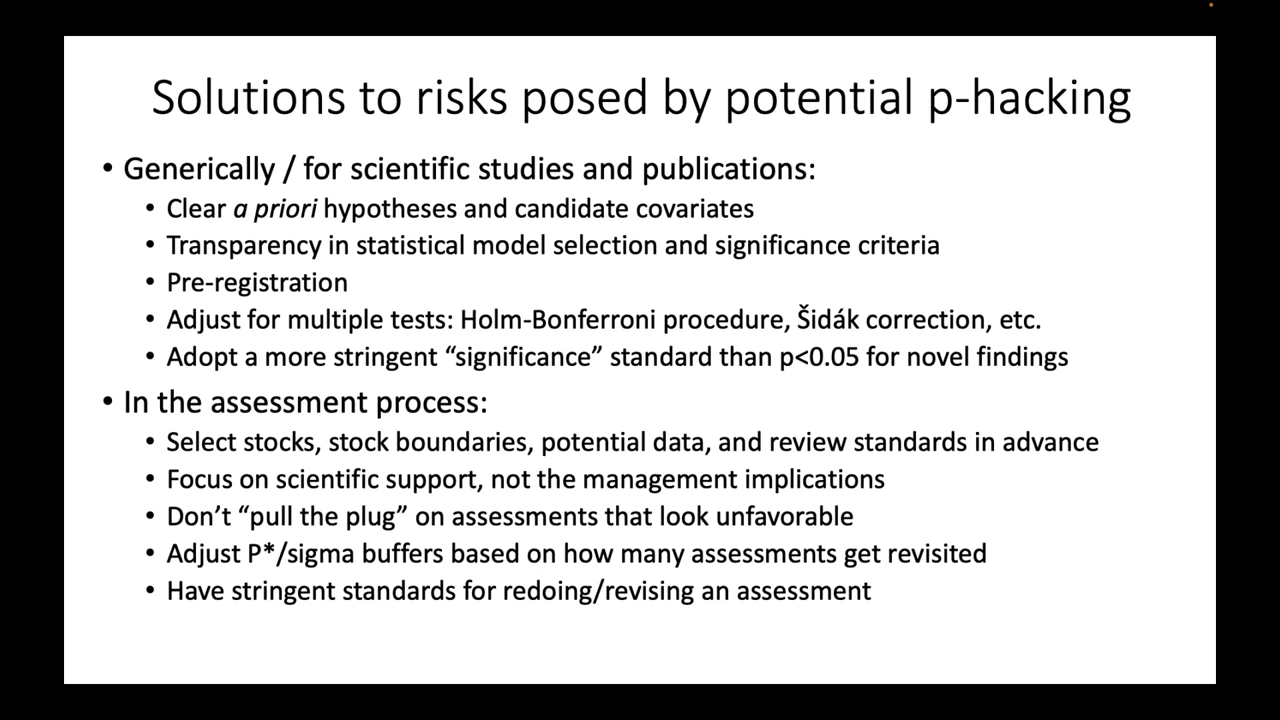 Solutions to risks posed by potential p-hacking
• Generically / for scientific studies and publications:
• Clear a priori hypotheses and candidate covariates
• Transparency in statistical model selection and significance criteria
• Pre-registration
• Adjust for multiple tests: Holm-Bonferroni procedure, Šidák correction, etc.
• Adopt a more stringent “significance” standard than p<0.05 for novel findings
• In the assessment process:
• Select stocks, stock boundaries, potential data, and review standards in advance
• Focus on scientific support, not the management implications
• Don’t “pull the plug” on assessments that look unfavorable
• Adjust P*/sigma buffers based on how many assessments get revisited
• Have stringent standards for redoing/revising an assessment